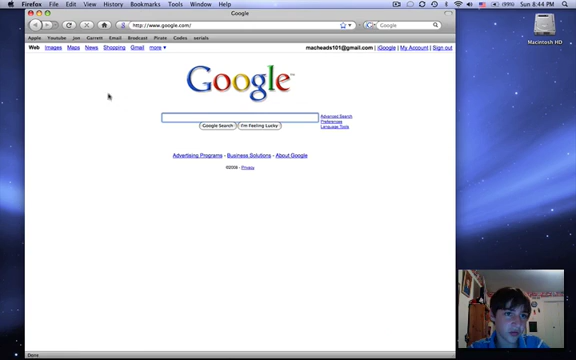 Firefox File Edit View History Bookmarks Tools Window Help
Sun 8:44 PM
Google
http://www.google.com/
Google
Apple Youtube jon Garrett Email Brodcast Pirate Codes serials
Web Images Maps News Shopping Gmail more
macheads101@gmail.com | iGoogle | My Account | Sign out
Macintosh HD
Google
Advanced Search
Preferences
Language Tools
Google Search I'm Feeling Lucky
Advertising Programs - Business Solutions - About Google
©2008 - Privacy
Done